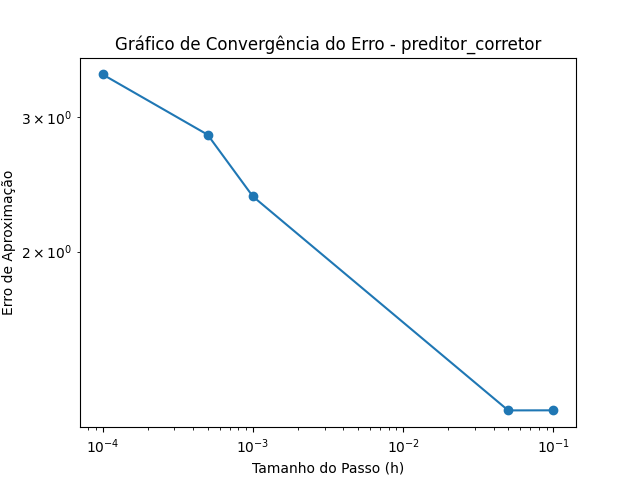 Gráfico de Convergência do Erro - preditor_corretor
Erro de Aproximação
3 × 10⁰
2 × 10⁰
10⁻⁴
10⁻³
10⁻²
10⁻¹
Tamanho do Passo (h)